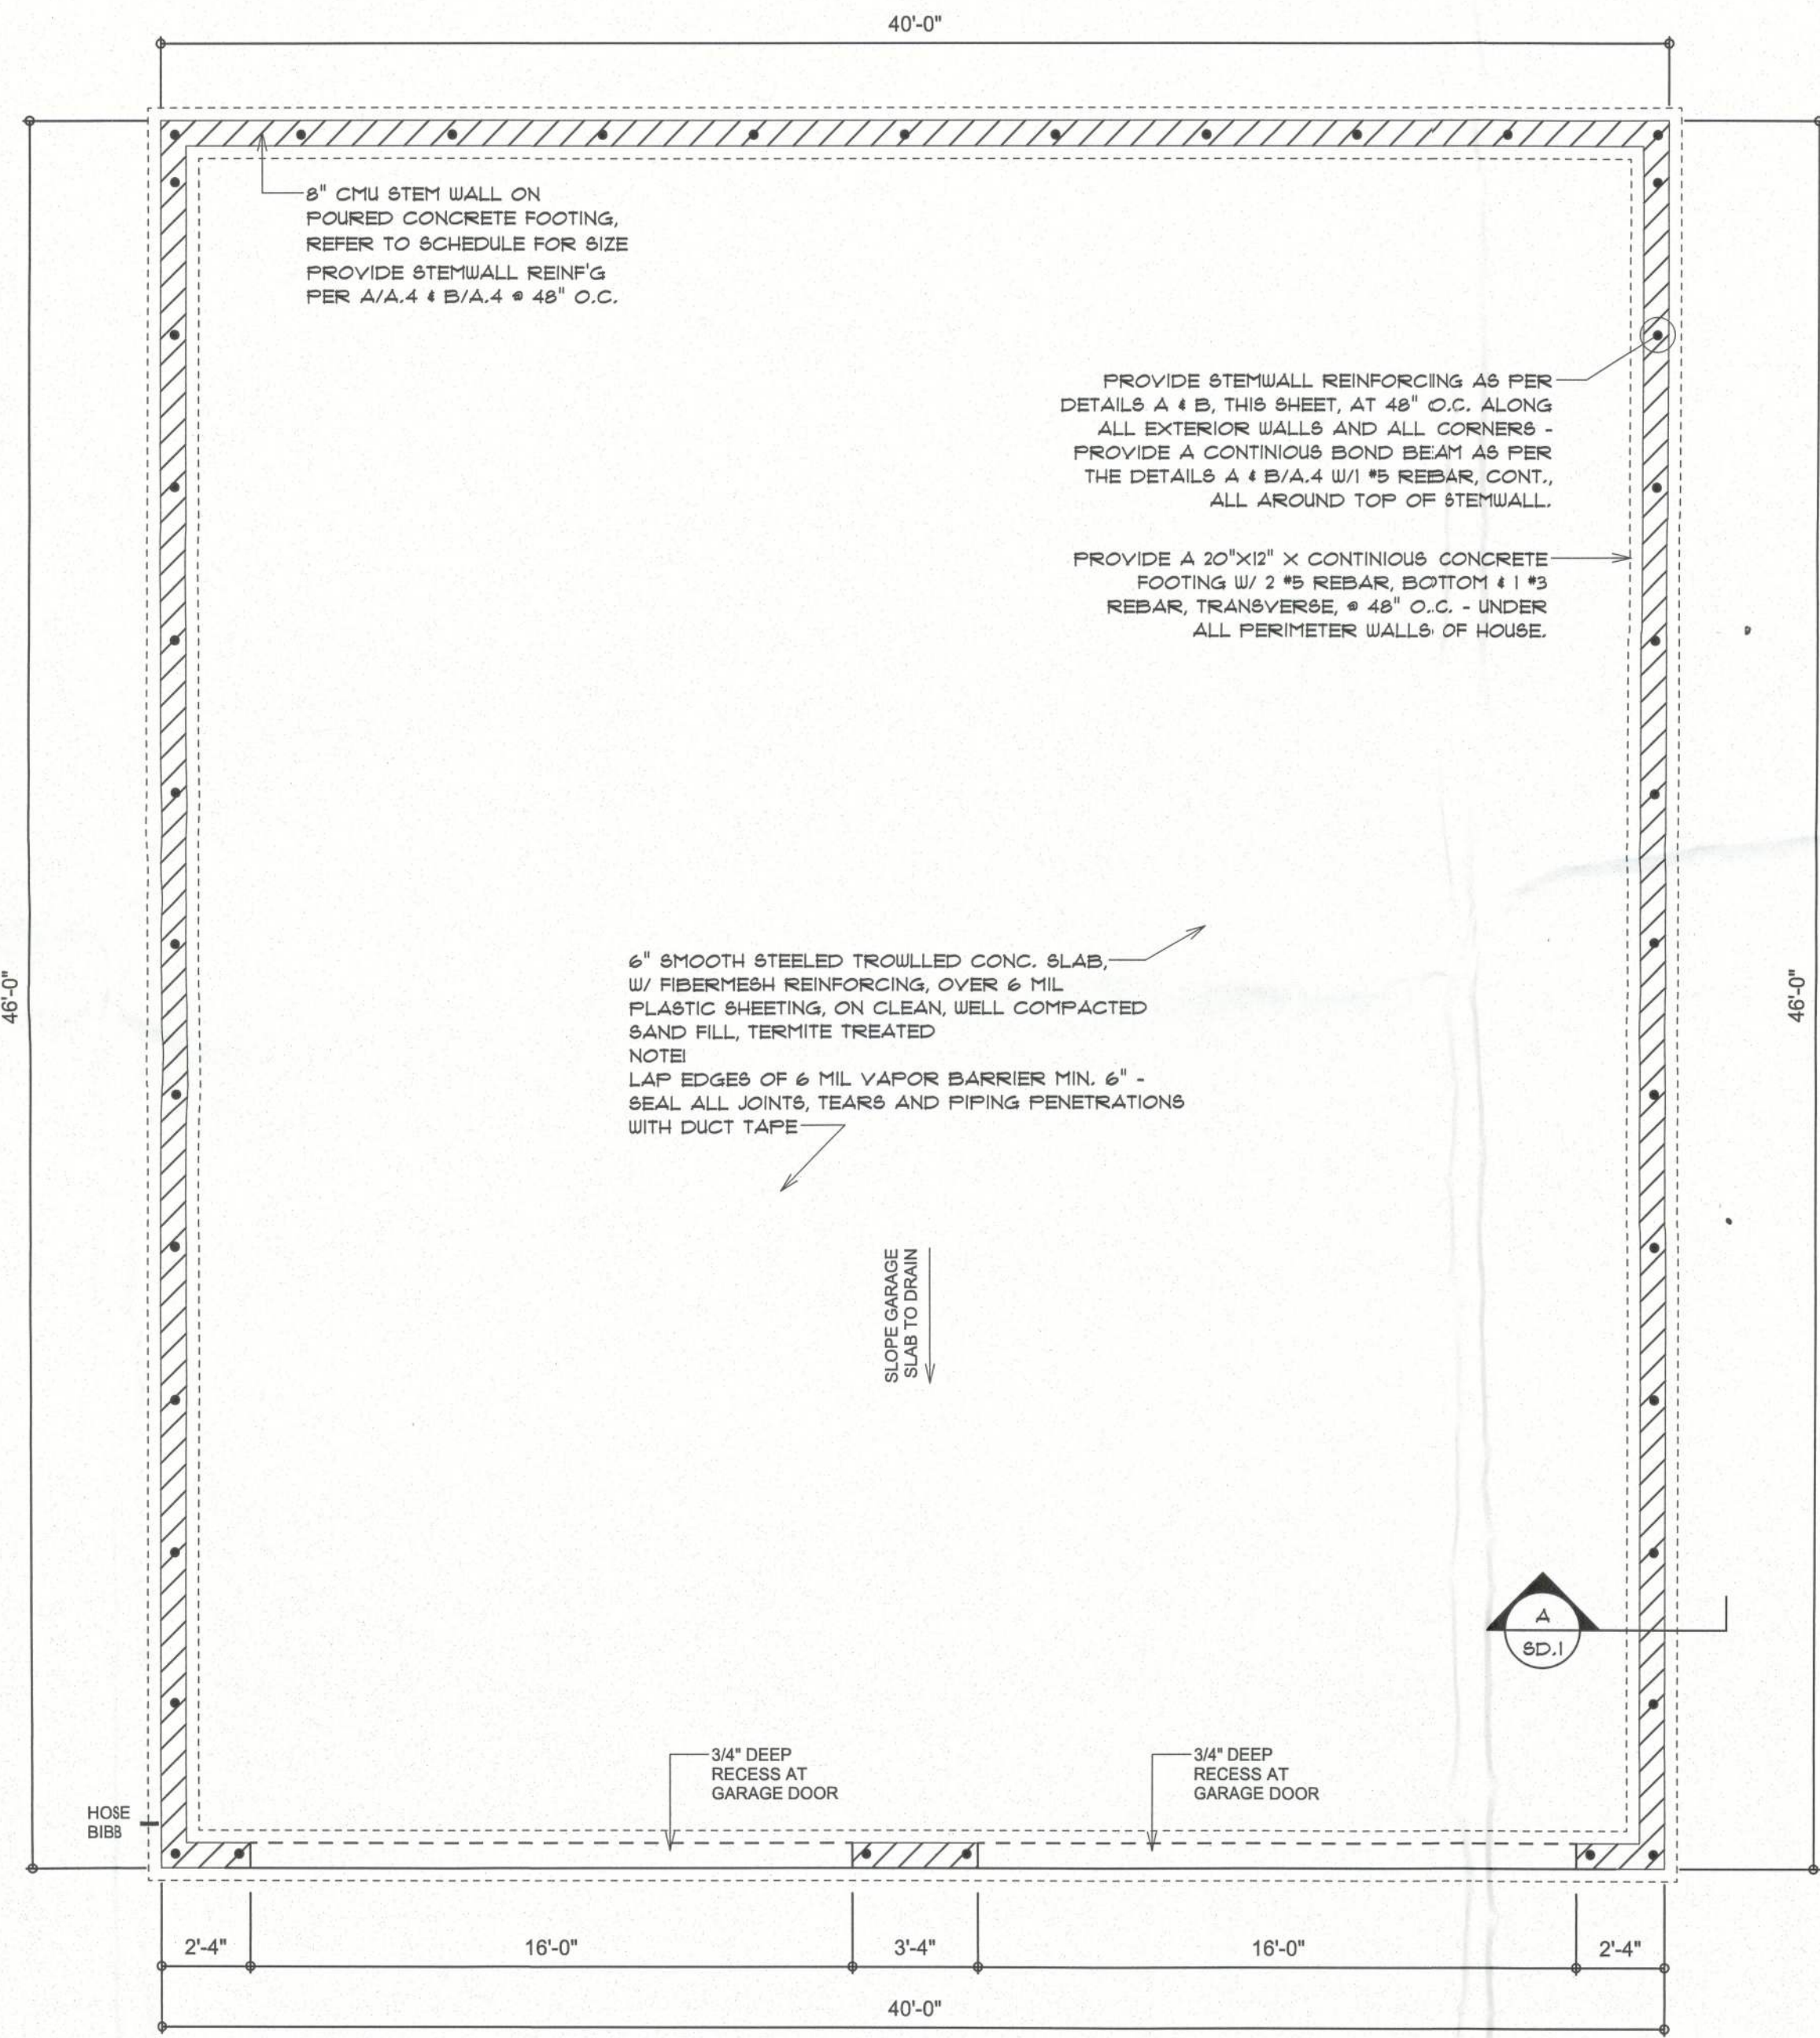 40'-0"
8" CMU STEM WALL ON
POURED CONCRETE FOOTING,
REFER TO SCHEDULE FOR SIZE
PROVIDE STEMWALL REINF'G
PER A/A.4 & B/A.4 @ 48" O.C.
PROVIDE STEMWALL REINFORCING AS PER
DETAILS A & B, THIS SHEET, AT 48" O.C. ALONG
ALL EXTERIOR WALLS AND ALL CORNERS -
PROVIDE A CONTINIOUS BOND BEAM AS PER
THE DETAILS A & B/A.4 W/1 #5 REBAR, CONT.,
ALL AROUND TOP OF STEMWALL.
PROVIDE A 20"X12" X CONTINIOUS CONCRETE
FOOTING W/ 2 #5 REBAR, BOTTOM & 1 #3
REBAR, TRANSVERSE, @ 48" O.C. - UNDER
ALL PERIMETER WALLS OF HOUSE.
46'-0"
46'-0"
6" SMOOTH STEELED TROWLLED CONC. SLAB,
W/ FIBERMESH REINFORCING, OVER 6 MIL
PLASTIC SHEETING, ON CLEAN, WELL COMPACTED
SAND FILL, TERMITE TREATED
NOTE!
LAP EDGES OF 6 MIL VAPOR BARRIER MIN. 6" -
SEAL ALL JOINTS, TEARS AND PIPING PENETRATIONS
WITH DUCT TAPE
SLOPE GARAGE
SLAB TO DRAIN
A
SD.1
3/4" DEEP
RECESS AT
GARAGE DOOR
3/4" DEEP
RECESS AT
GARAGE DOOR
HOSE
BIBB
2'-4"
16'-0"
3'-4"
16'-0"
2'-4"
40'-0"